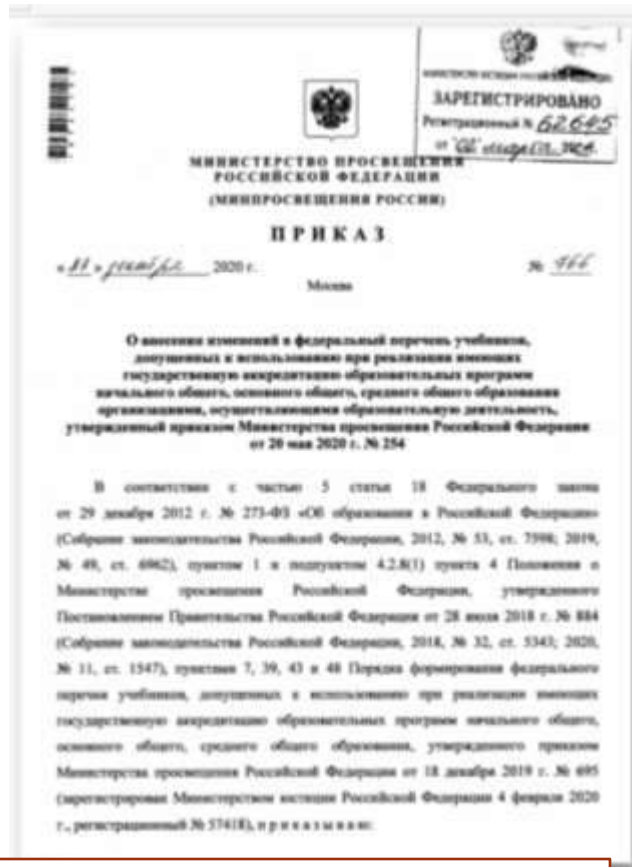 ЗАРЕГИСТРИРОВАНО
Регистрационный № 62645
от "02" марта 20
МИНИСТЕРСТВО ПРОСВЕЩЕНИЯ
РОССИЙСКОЙ ФЕДЕРАЦИИ
(МИНПРОСВЕЩЕНИЯ РОССИИ)
ПРИКАЗ
« » декабря 2020 г.
№ 766
Москва
О внесении изменений в федеральный перечень учебников,
допущенных к использованию при реализации имеющих
государственную аккредитацию образовательных программ
начального общего, основного общего, среднего общего образования
организациями, осуществляющими образовательную деятельность,
утвержденный приказом Министерства просвещения Российской Федерации
от 20 мая 2020 г. № 254
В соответствии с частью 5 статьи 18 Федерального закона
от 29 декабря 2012 г. № 273-ФЗ «Об образовании в Российской Федерации»
(Собрание законодательства Российской Федерации, 2012, № 53, ст. 7598; 2019,
№ 49, ст. 6962), пунктом 1 и подпунктом 4.2.8(1) пункта 4 Положения о
Министерстве просвещения Российской Федерации, утвержденного
Постановлением Правительства Российской Федерации от 28 июля 2018 г. № 884
(Собрание законодательства Российской Федерации, 2018, № 32, ст. 5343; 2020,
№ 11, ст. 1547), пунктами 7, 39, 43 и 48 Порядка формирования федерального
перечня учебников, допущенных к использованию при реализации имеющих
государственную аккредитацию образовательных программ начального общего,
основного общего, среднего общего образования, утвержденного приказом
Министерства просвещения Российской Федерации от 18 декабря 2019 г. № 695
(зарегистрирован Министерством юстиции Российской Федерации 4 февраля 2020
г., регистрационный № 57418), п р и к а з ы в а ю: